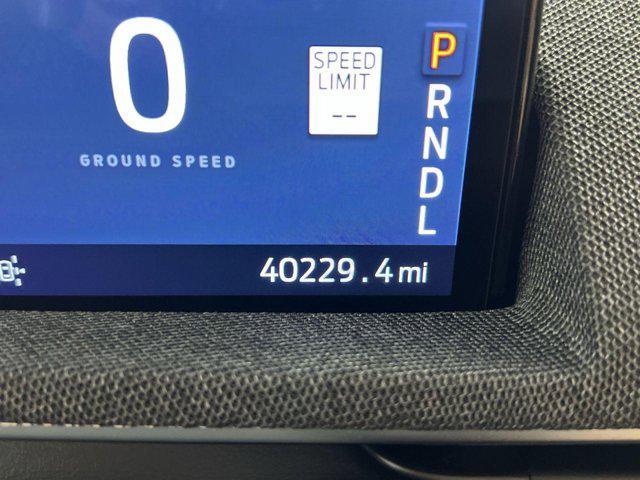 0
GROUND SPEED
SPEED
LIMIT
--
P
R
N
D
L
40229.4 mi